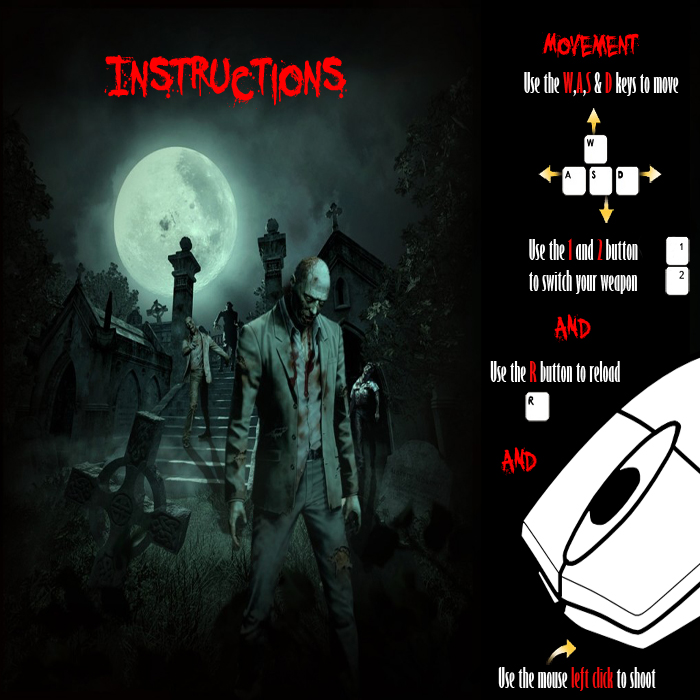 INSTRUCTIONS
MOVEMENT
Use the W,A,S & D keys to move
W
A S D
Use the 1 and 2 button
1
to switch your weapon
2
AND
Use the R button to reload
R
AND
Use the mouse left click to shoot